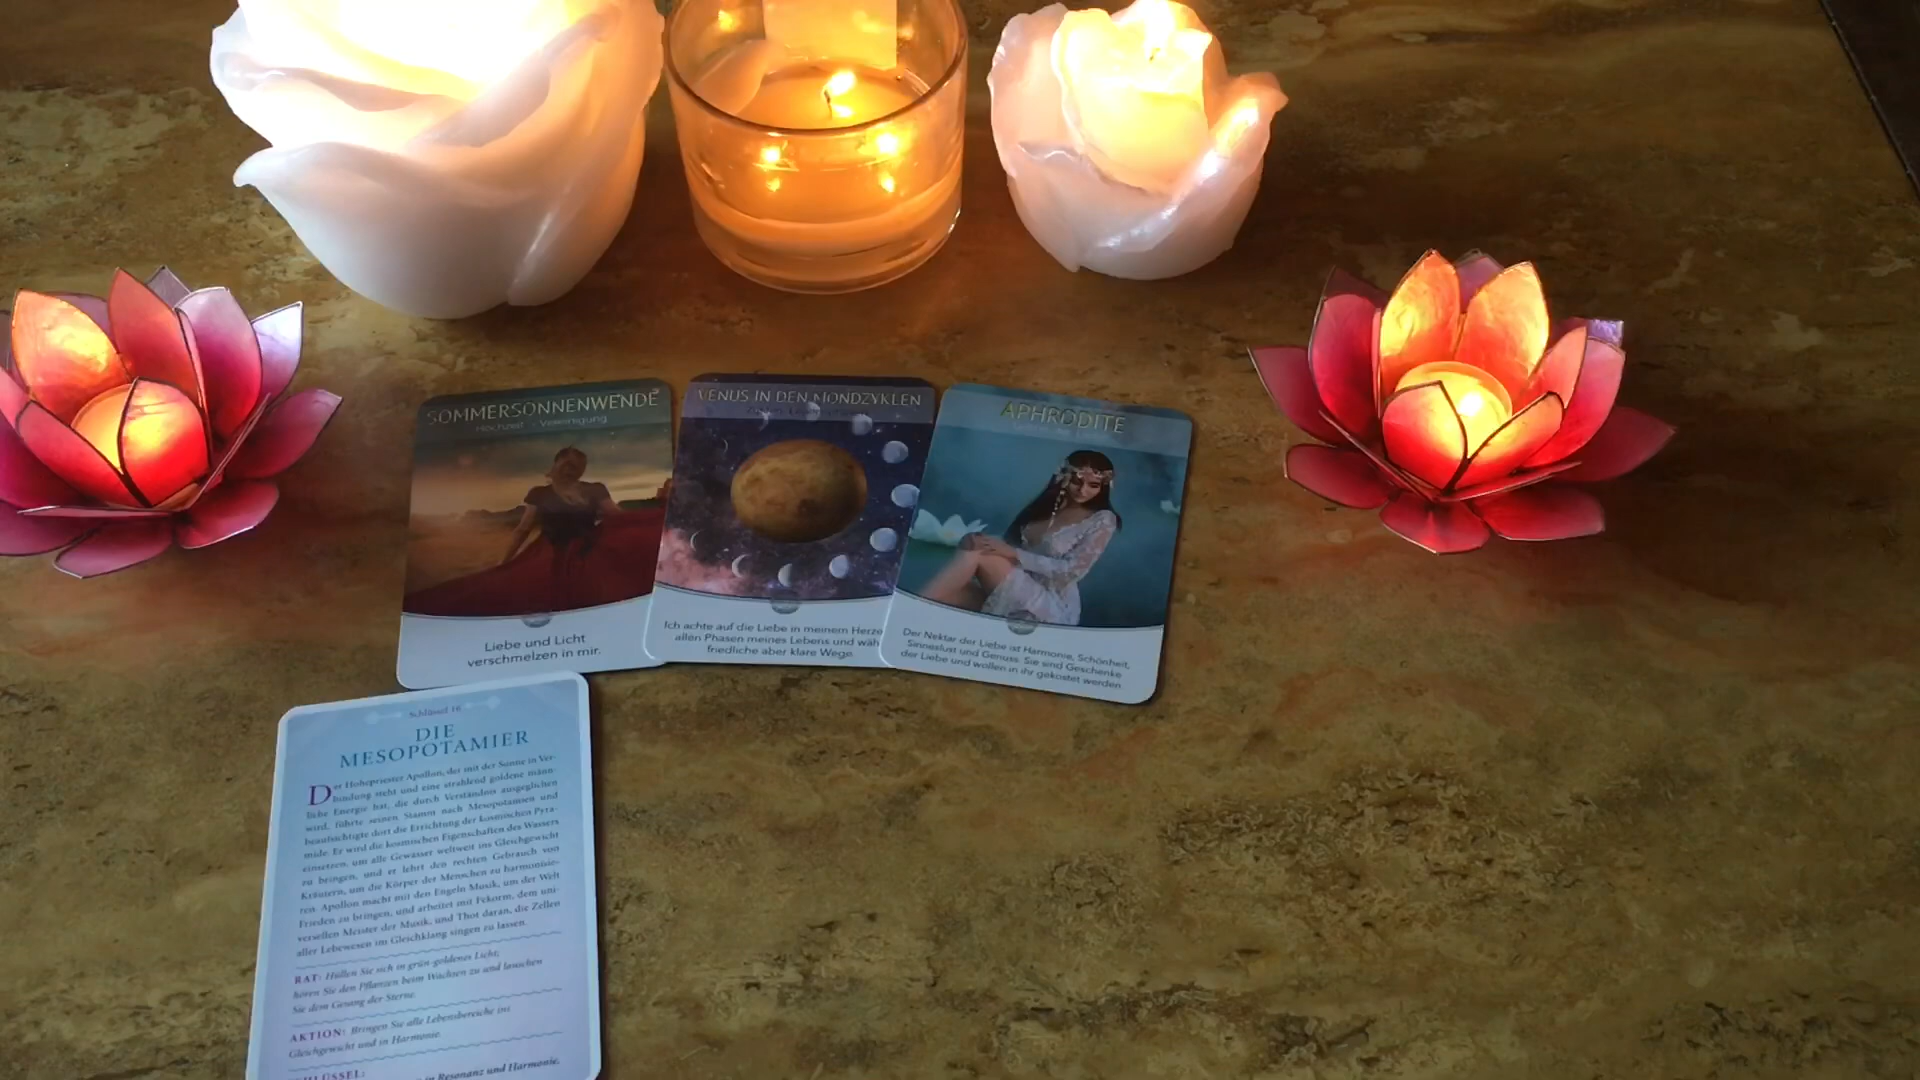 SOMMERSONNENWENDE
Hochzeit - Vereinigung
Liebe und Licht
verschmelzen in mir.
VENUS IN DEN MONDZYKLEN
Ich achte auf die Liebe in meinem Herze
allen Phasen meines Lebens und wäh
friedliche aber klare Wege.
APHRODITE
Der Nektar der Liebe ist Harmonie, Schönheit,
Sinneslust und Genuss. Sie sind Geschenke
der Liebe und wollen in ihr gekostet werden.
Schlüssel 16
DIE
MESOPOTAMIER
Der Hohepriester Apollon, der mit der Sonne in Ver-
bindung steht und eine strahlend goldene männ-
liche Energie hat, die durch Verständnis ausgeglichen
wird, führte seinen Stamm nach Mesopotamien und
beaufsichtigte dort die Errichtung der kosmischen Pyra-
mide. Er wird die kosmischen Eigenschaften des Wassers
einsetzen, um alle Gewässer weltweit ins Gleichgewicht
zu bringen, und er lehrt den rechten Gebrauch von
Kräutern, um die Körper der Menschen zu harmonisie-
ren. Apollon macht mit den Engeln Musik, um der Welt
Frieden zu bringen, und arbeitet mit Fekorm, dem uni-
versellen Meister der Musik, und Thot daran, die Zellen
aller Lebewesen im Gleichklang singen zu lassen.
RAT: Hüllen Sie sich in grün-goldenes Licht,
hören Sie den Pflanzen beim Wachsen zu und lauschen
Sie dem Gesang der Sterne.
AKTION: Bringen Sie alle Lebensbereiche ins
Gleichgewicht und in Harmonie.
HLÜSSEL:
in Resonanz und Harmonie.